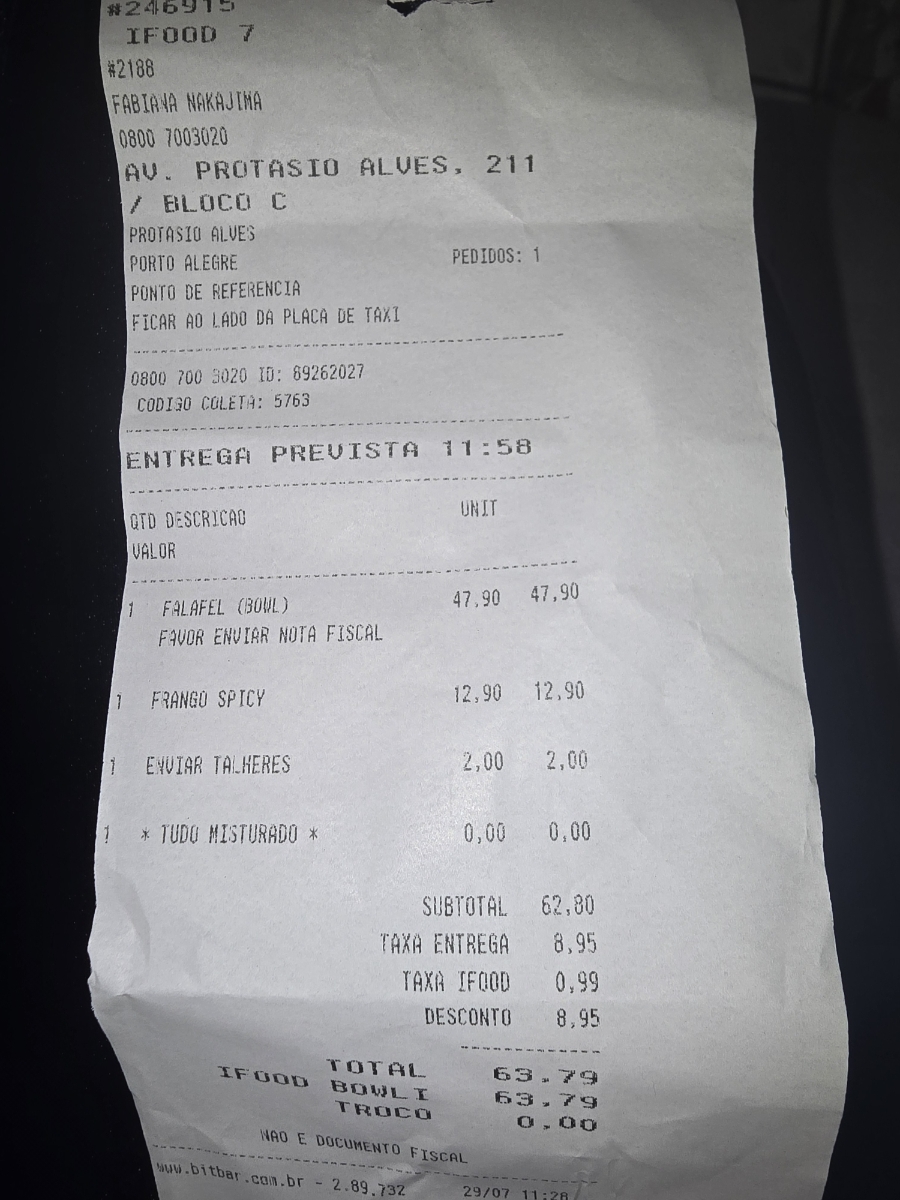 #246915
IFOOD 7
#2188
FABIANA NAKAJIMA
0800 7003020
AV. PROTASIO ALVES, 211
/ BLOCO C
PROTASIO ALVES
PORTO ALEGRE PEDIDOS: 1
PONTO DE REFERENCIA
FICAR AO LADO DA PLACA DE TAXI
0800 700 3020 ID: 89262027
CODIGO COLETA: 5763
ENTREGA PREVISTA 11:58
QTD DESCRICAO UNIT
VALOR
1 FALAFEL (BOWL) 47,90 47,90
FAVOR ENVIAR NOTA FISCAL
1 FRANGO SPICY 12,90 12,90
1 ENVIAR TALHERES 2,00 2,00
1 * TUDO MISTURADO * 0,00 0,00
SUBTOTAL 62,80
TAXA ENTREGA 8,95
TAXA IFOOD 0,99
DESCONTO 8,95
TOTAL 63,79
IFOOD BOWLI 63,79
TROCO 0,00
NAO E DOCUMENTO FISCAL
www.bitbar.com.br - 2.89.732 29/07 11:28